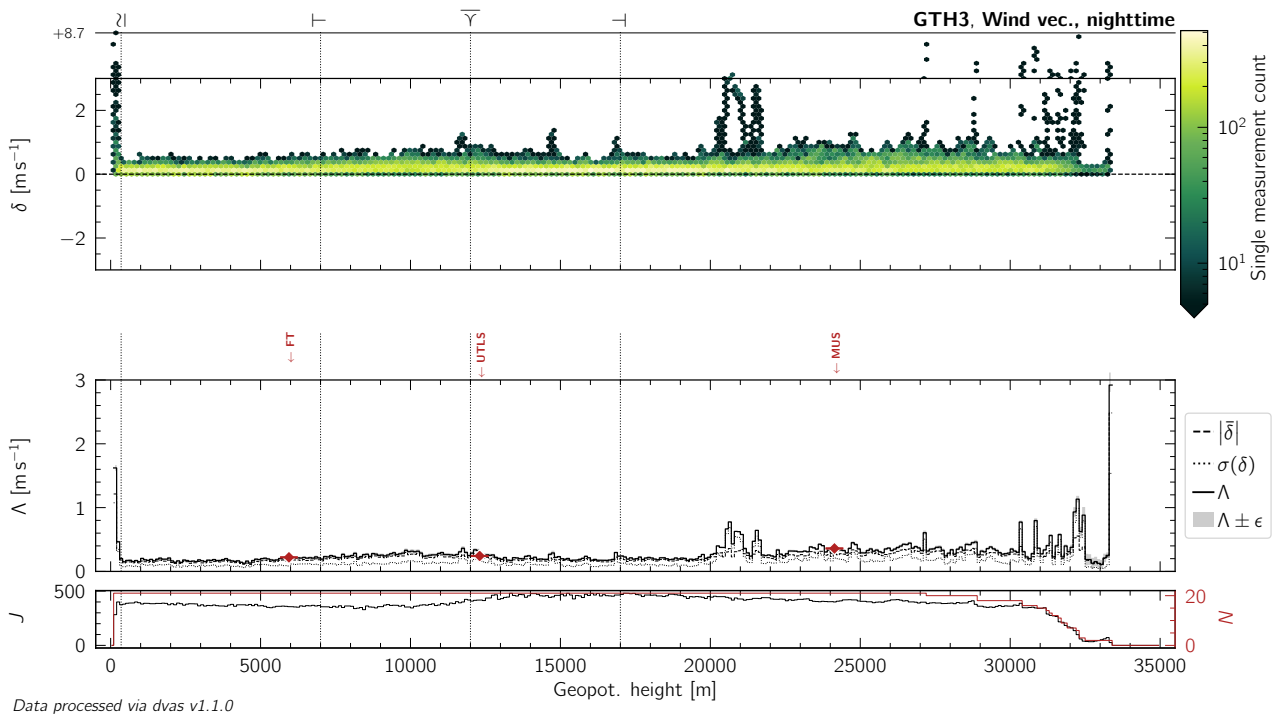 GTH3, Wind vec., nighttime
+8.7
2
0
−2
δ [m s⁻¹]
10²
10¹
Single measurement count
FT
UTLS
MUS
3
2
1
0
Λ [m s⁻¹]
|δ̄|
σ(δ)
Λ
Λ ± ϵ
500
0
J
20
0
N
0 5000 10000 15000 20000 25000 30000 35000
Geopot. height [m]
Data processed via dvas v1.1.0